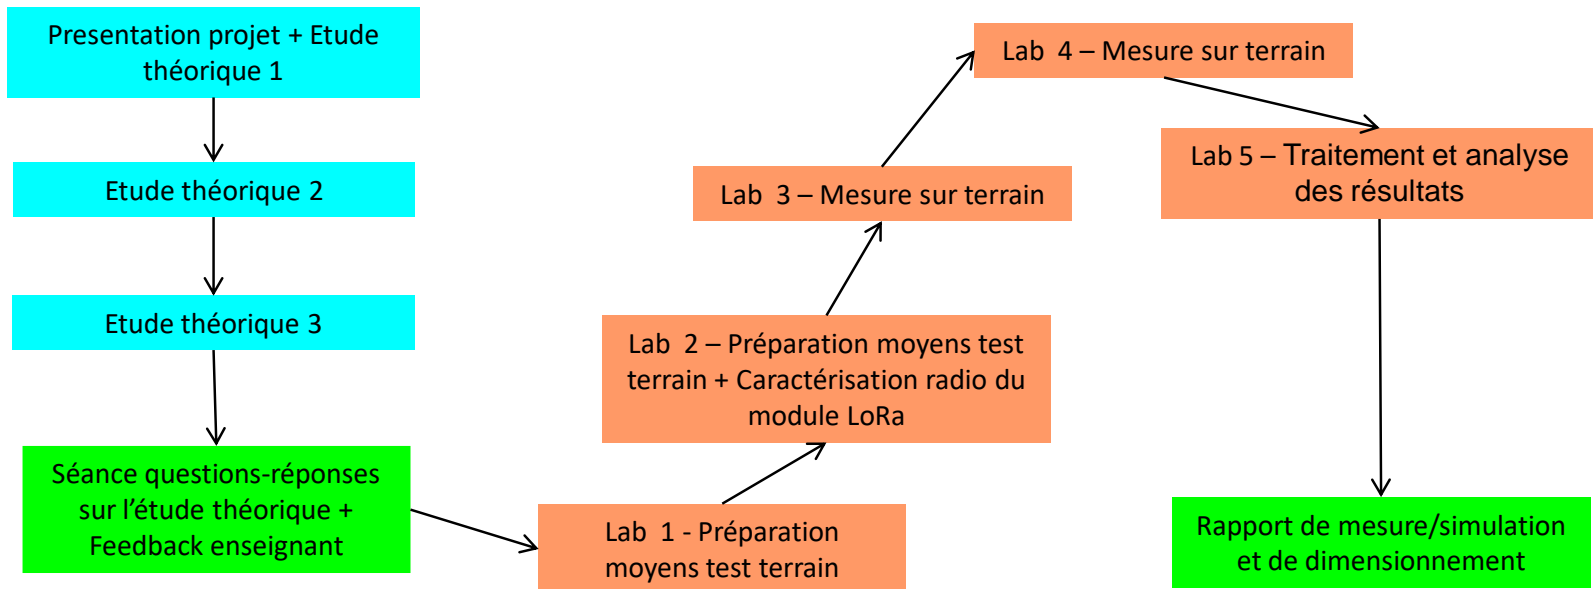 Presentation projet + Etude
théorique 1
Etude théorique 2
Etude théorique 3
Séance questions-réponses
sur l'étude théorique +
Feedback enseignant
Lab 1 - Préparation
moyens test terrain
Lab 2 – Préparation moyens test
terrain + Caractérisation radio du
module LoRa
Lab 3 – Mesure sur terrain
Lab 4 – Mesure sur terrain
Lab 5 – Traitement et analyse
des résultats
Rapport de mesure/simulation
et de dimensionnement